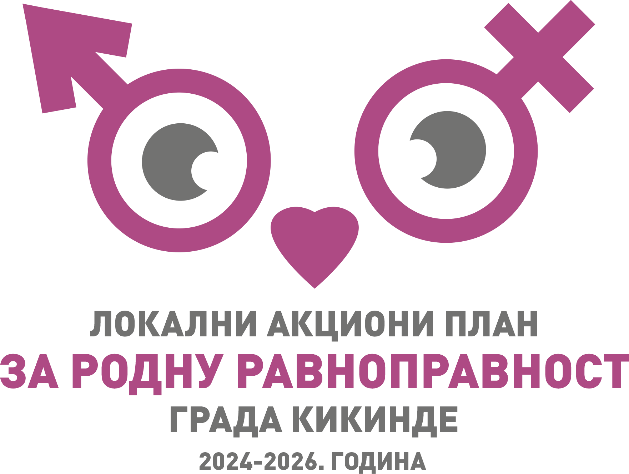 ЛОКАЛНИ АКЦИОНИ ПЛАН
ЗА РОДНУ РАВНОПРАВНОСТ
ГРАДА КИКИНДЕ
2024-2026. ГОДИНА